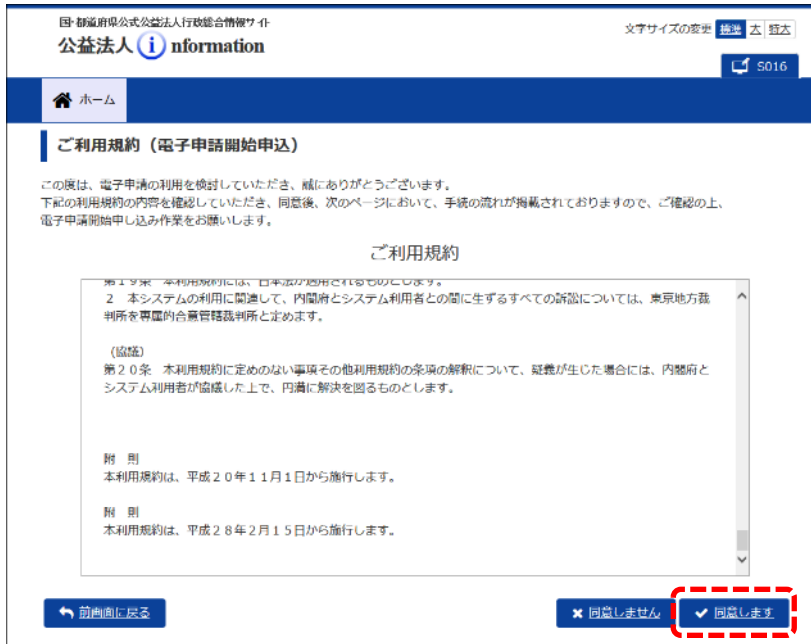 国・都道府県公式公益法人行政総合情報サイト
公益法人 i nformation
文字サイズの変更 標準 大 特大
S016
ホーム
ご利用規約（電子申請開始申込）
この度は、電子申請の利用を検討していただき、誠にありがとうございます。
下記の利用規約の内容を確認していただき、同意後、次のページにおいて、手続の流れが掲載されておりますので、ご確認の上、
電子申請開始申し込み作業をお願いします。
ご利用規約
第１９条　本利用規約には、日本法が適用されるものとします。
２　本システムの利用に関連して、内閣府とシステム利用者との間に生ずるすべての訴訟については、東京地方裁
判所を専属的合意管轄裁判所と定めます。
（協議）
第２０条　本利用規約に定めのない事項その他利用規約の条項の解釈について、疑義が生じた場合には、内閣府と
システム利用者が協議した上で、円満に解決を図るものとします。
附　則
本利用規約は、平成２０年１１月１日から施行します。
附　則
本利用規約は、平成２８年２月１５日から施行します。
前画面に戻る
同意しません
同意します